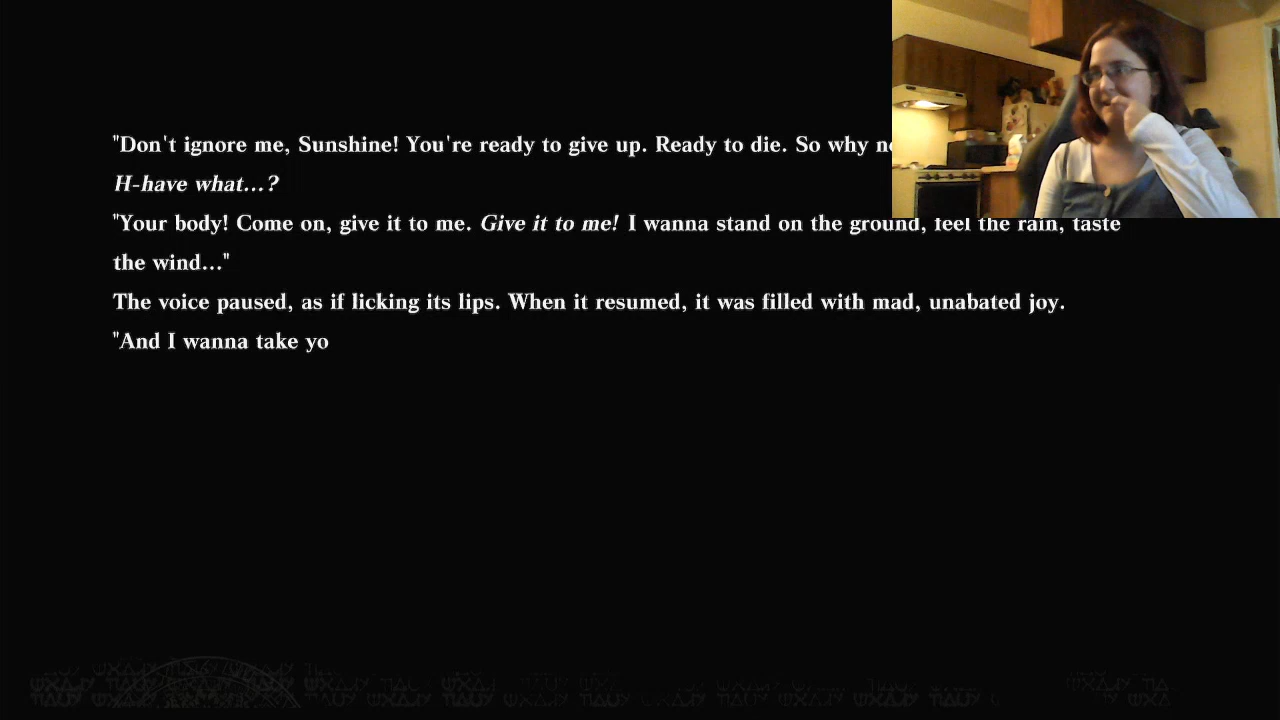 "Don't ignore me, Sunshine! You're ready to give up. Ready to die. So why
H-have what...?
"Your body! Come on, give it to me. Give it to me! I wanna stand on the ground, feel the rain, taste
the wind..."
The voice paused, as if licking its lips. When it resumed, it was filled with mad, unabated joy.
"And I wanna take yo